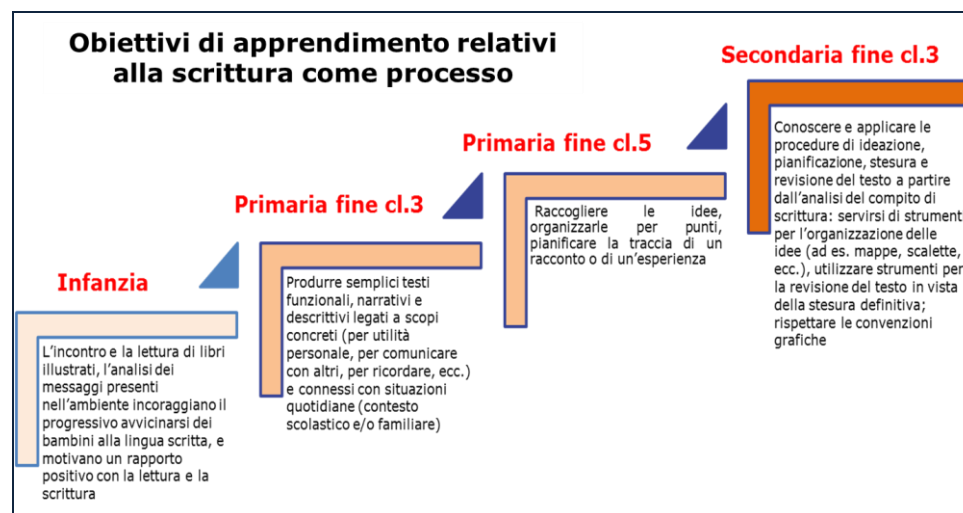 Obiettivi di apprendimento relativi
alla scrittura come processo
Infanzia
L’incontro e la lettura di libri
illustrati, l’analisi dei
messaggi presenti
nell’ambiente incoraggiano il
progressivo avvicinarsi dei
bambini alla lingua scritta, e
motivano un rapporto
positivo con la lettura e la
scrittura
Primaria fine cl.3
Produrre semplici testi
funzionali, narrativi e
descrittivi legati a scopi
concreti (per utilità
personale, per comunicare
con altri, per ricordare, ecc.)
e connessi con situazioni
quotidiane (contesto
scolastico e/o familiare)
Primaria fine cl.5
Raccogliere le idee,
organizzarle per punti,
pianificare la traccia di un
racconto o di un’esperienza
Secondaria fine cl.3
Conoscere e applicare le
procedure di ideazione,
pianificazione, stesura e
revisione del testo a partire
dall’analisi del compito di
scrittura: servirsi di strumenti
per l’organizzazione delle
idee (ad es. mappe, scalette,
ecc.), utilizzare strumenti per
la revisione del testo in vista
della stesura definitiva;
rispettare le convenzioni
grafiche